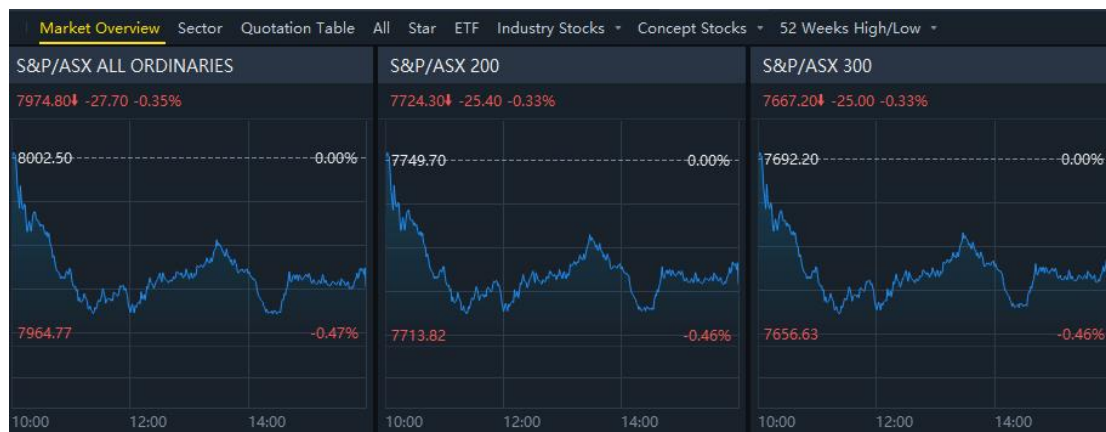 Market Overview Sector Quotation Table All Star ETF Industry Stocks Concept Stocks 52 Weeks High/Low
S&P/ASX ALL ORDINARIES
7974.80 -27.70 -0.35%
8002.50 0.00%
7964.77 -0.47%
10:00 12:00 14:00
S&P/ASX 200
7724.30 -25.40 -0.33%
7749.70 0.00%
7713.82 -0.46%
10:00 12:00 14:00
S&P/ASX 300
7667.20 -25.00 -0.33%
7692.20 0.00%
7656.63 -0.46%
10:00 12:00 14:00